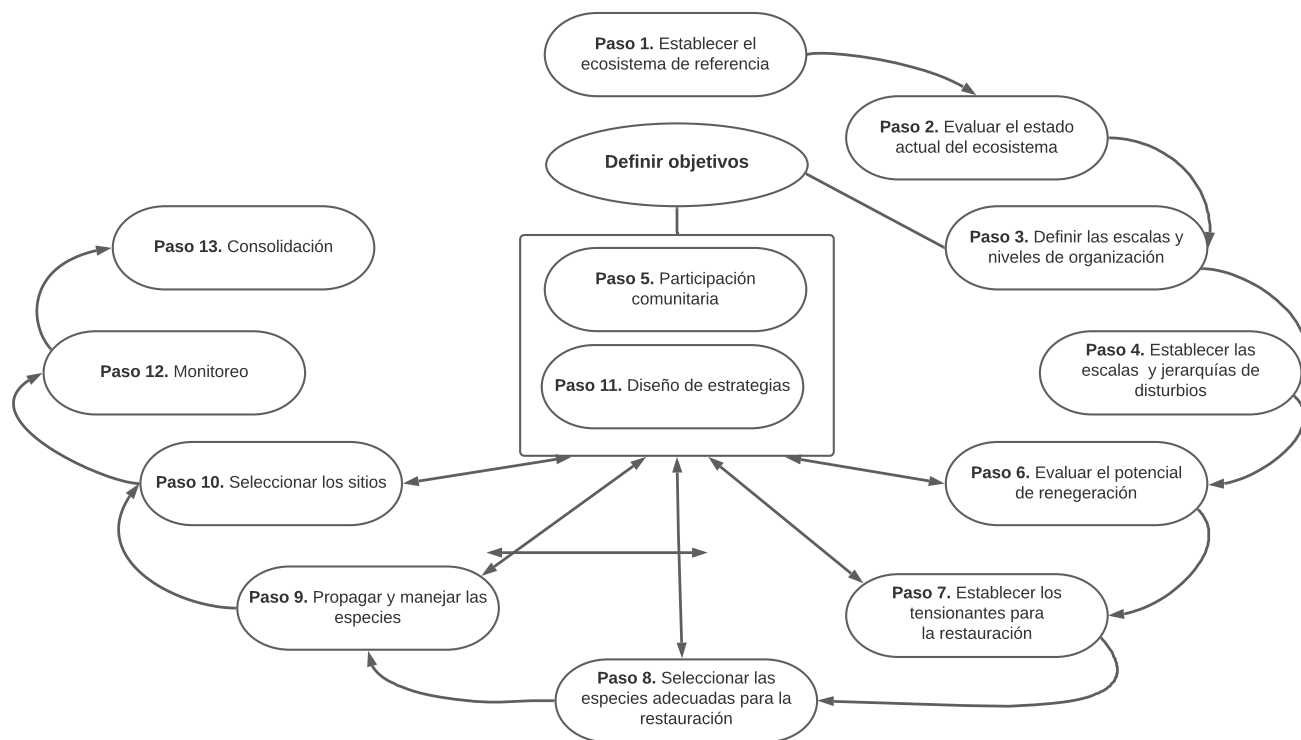 Paso 1. Establecer el
ecosistema de referencia
Paso 2. Evaluar el estado
actual del ecosistema
Definir objetivos
Paso 3. Definir las escalas y
niveles de organización
Paso 13. Consolidación
Paso 5. Participación
comunitaria
Paso 4. Establecer las
escalas y jerarquías de
disturbios
Paso 12. Monitoreo
Paso 11. Diseño de estrategias
Paso 10. Seleccionar los sitios
Paso 6. Evaluar el potencial
de renegeración
Paso 9. Propagar y manejar las
especies
Paso 7. Establecer los
tensionantes para
la restauración
Paso 8. Seleccionar las
especies adecuadas para la
restauración